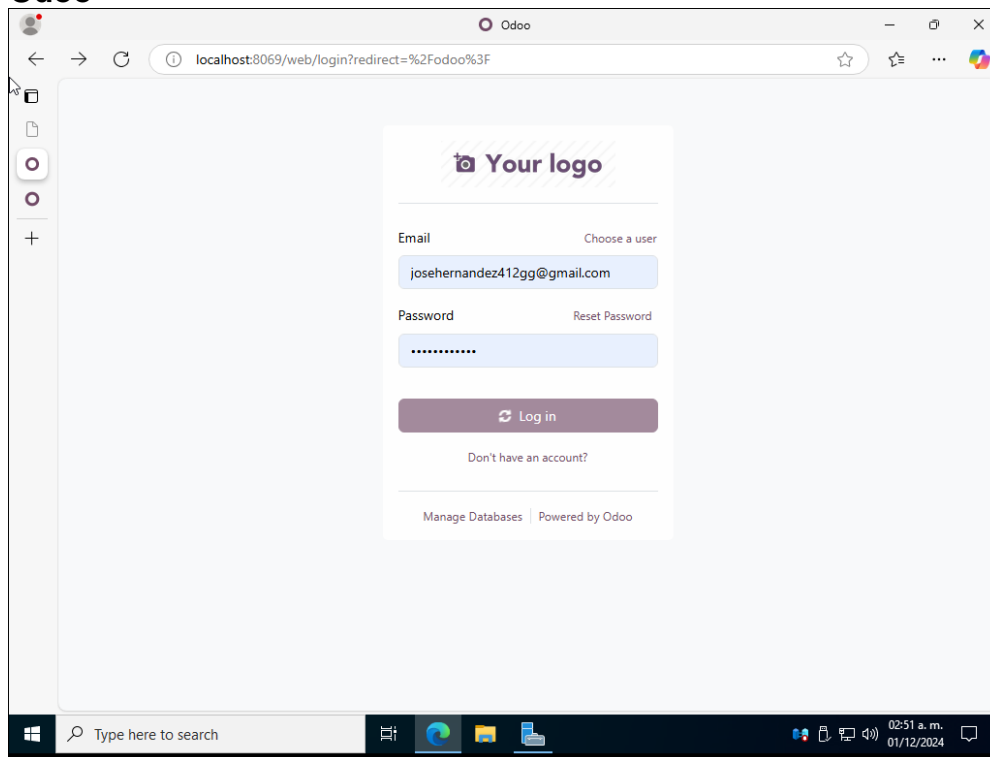 Odoo
localhost:8069/web/login?redirect=%2Fodoo%3F
Your logo
Email
Choose a user
josehernandez412gg@gmail.com
Password
Reset Password
••••••••••••
Log in
Don't have an account?
Manage Databases
Powered by Odoo
Type here to search
02:51 a. m.
01/12/2024